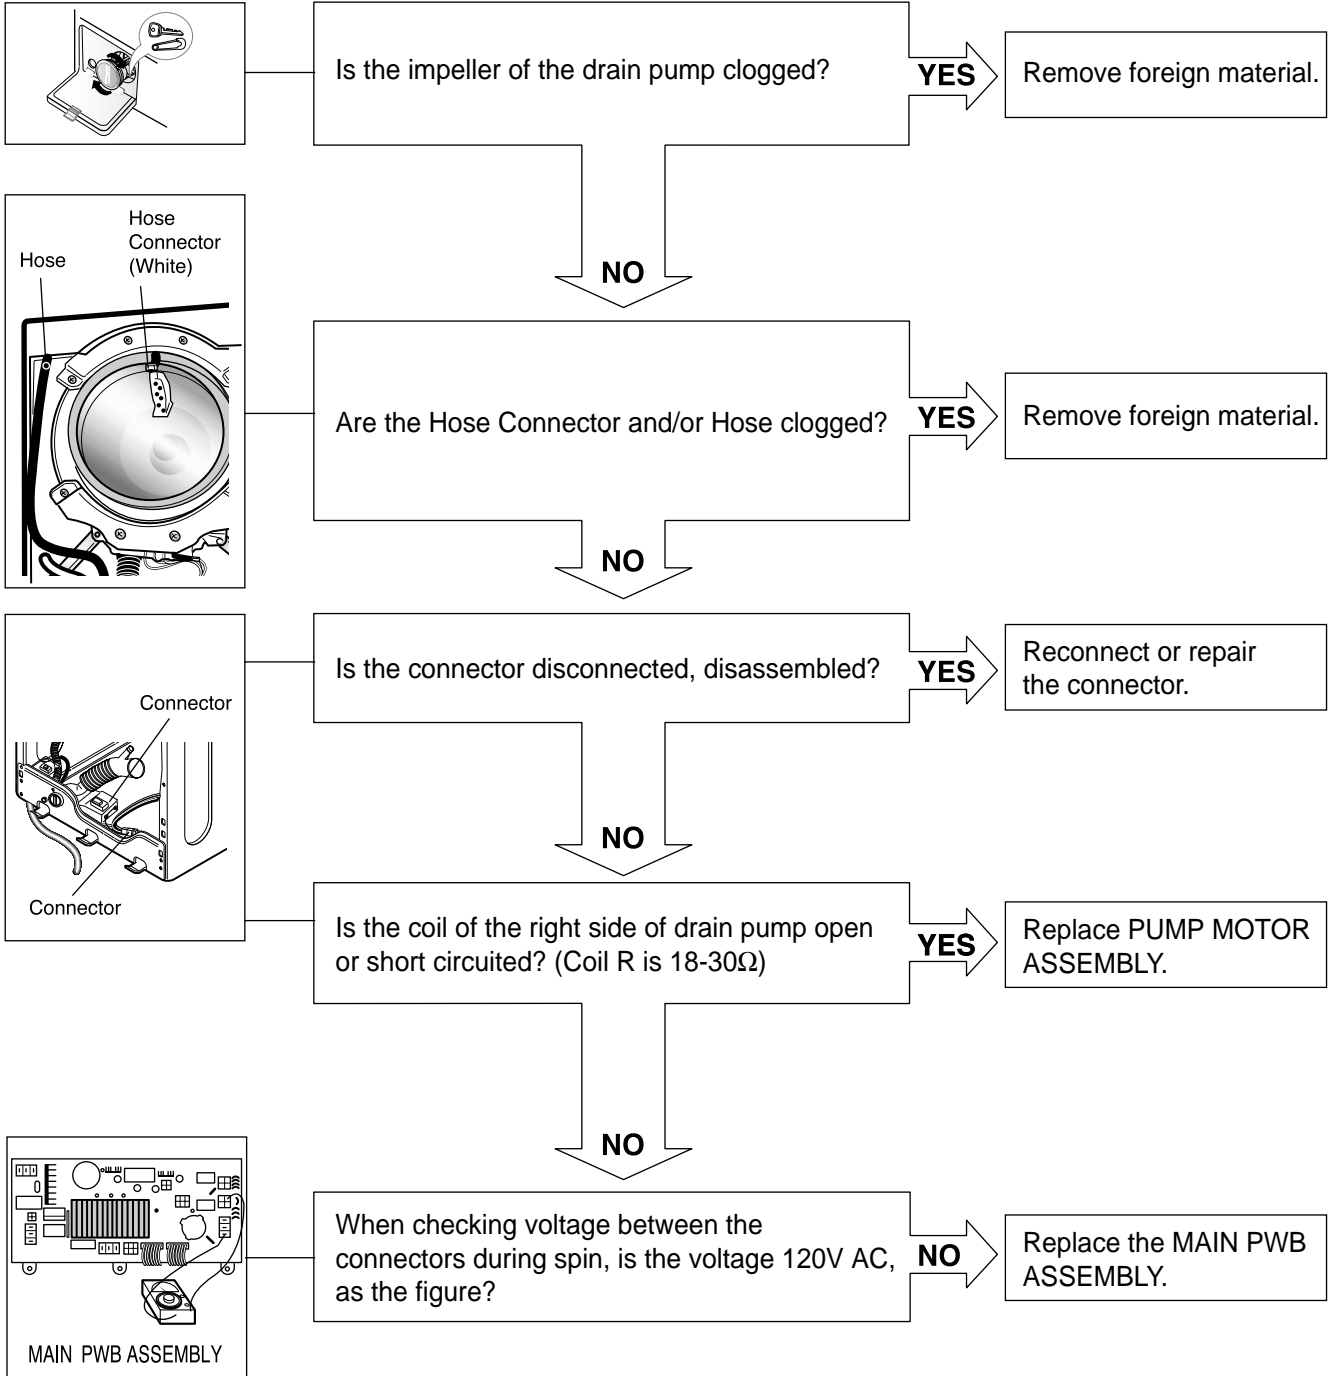 Is the impeller of the drain pump clogged?
YES
Remove foreign material.
NO
Hose
Hose
Connector
(White)
Are the Hose Connector and/or Hose clogged?
YES
Remove foreign material.
NO
Connector
Connector
Is the connector disconnected, disassembled?
YES
Reconnect or repair
the connector.
NO
Is the coil of the right side of drain pump open
or short circuited? (Coil R is 18-30Ω)
YES
Replace PUMP MOTOR
ASSEMBLY.
NO
MAIN PWB ASSEMBLY
When checking voltage between the
connectors during spin, is the voltage 120V AC,
as the figure?
NO
Replace the MAIN PWB
ASSEMBLY.